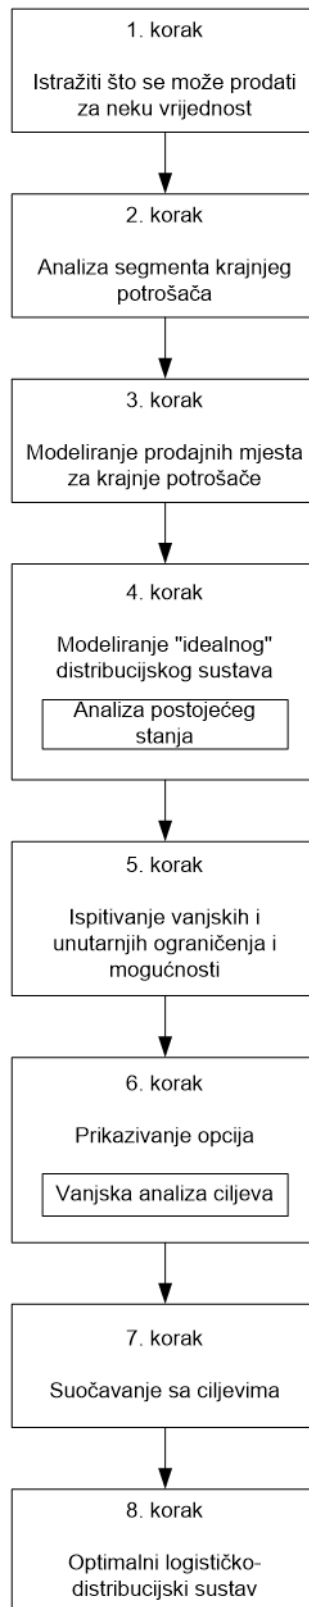 1. korak
Istražiti što se može prodati
za neku vrijednost
2. korak
Analiza segmenta krajnjeg
potrošača
3. korak
Modeliranje prodajnih mjesta
za krajnje potrošače
4. korak
Modeliranje "idealnog"
distribucijskog sustava
Analiza postojećeg
stanja
5. korak
Ispitivanje vanjskih i
unutarnjih ograničenja i
mogućnosti
6. korak
Prikazivanje opcija
Vanjska analiza ciljeva
7. korak
Suočavanje sa ciljevima
8. korak
Optimalni logističko-
distribucijski sustav